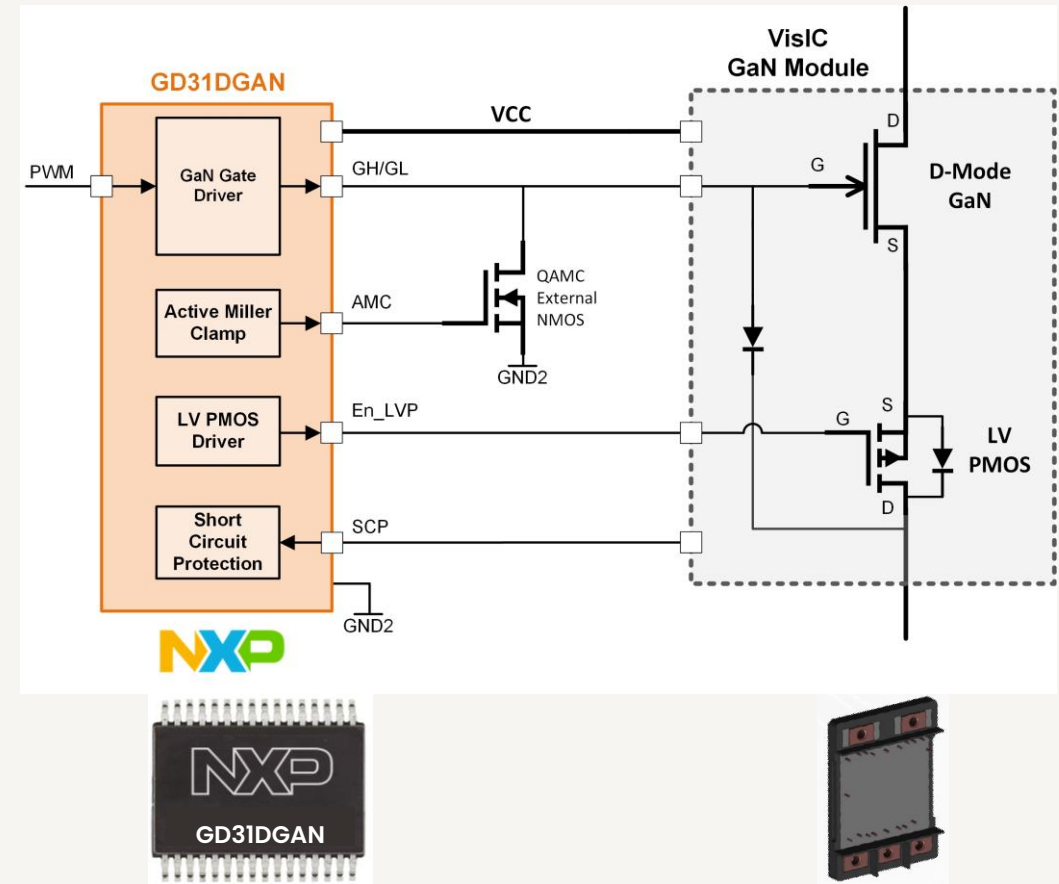 VisIC
GaN Module
GD31DGAN
VCC
PWM
GaN Gate
Driver
GH/GL
G
D
D-Mode
GaN
S
QAMC
External
NMOS
Active Miller
Clamp
AMC
GND2
LV PMOS
Driver
En_LVP
G
S
LV
PMOS
D
Short
Circuit
Protection
SCP
GND2
NXP
NXP
GD31DGAN